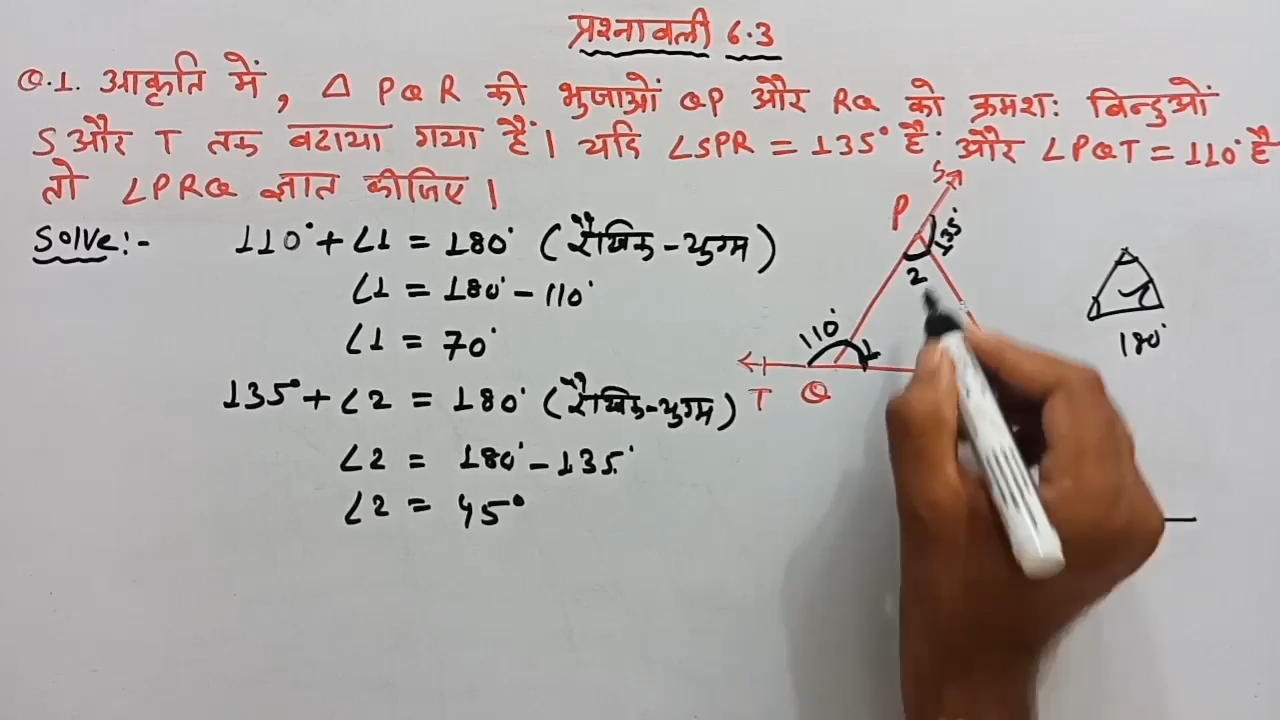 प्रश्नावली 6.3
Q.1. आकृति में, Δ PQR की भुजाओं QP और RQ को क्रमशः बिन्दुओं
S और T तक बढाया गया हैं। यदि ∠SPR = 135° हैं और ∠PQT = 110° है
तो ∠PRQ ज्ञात कीजिए।
Solve:- 110° + ∠1 = 180° (रैखिक-युग्म)
∠1 = 180° - 110°
∠1 = 70°
135° + ∠2 = 180° (रैखिक-युग्म)
∠2 = 180° - 135°
∠2 = 45°
S
P
135°
2
110°
1
T
Q
180°